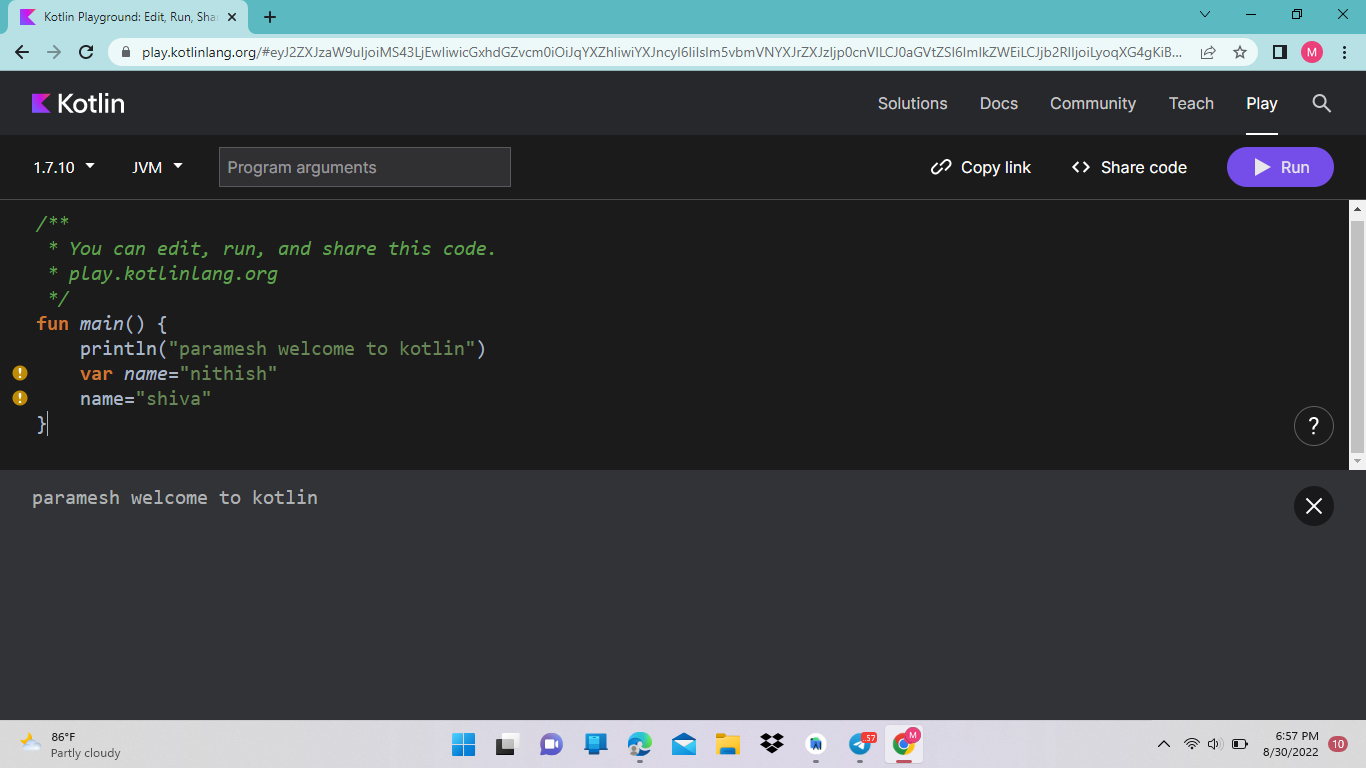 Kotlin Playground: Edit, Run, Sha
play.kotlinlang.org/#eyJ2ZXJzaW9uIjoiMS43LjEwIiwicGxhdGZvcm0iOiJqYXZhIiwiYXJncyI6IiIsIm5vbmVNYXJrZXJzIjp0cnVlLCJ0aGVtZSI6ImlkZWEiLCJjb2RlIjoiLyoqXG4gKiB...
M
Kotlin
Solutions Docs Community Teach Play
1.7.10 JVM Program arguments Copy link Share code Run
/**
 * You can edit, run, and share this code.
 * play.kotlinlang.org
 */
fun main() {
    println("paramesh welcome to kotlin")
    var name="nithish"
    name="shiva"
}
?
paramesh welcome to kotlin
86°F
Partly cloudy
57
M
6:57 PM
8/30/2022
10